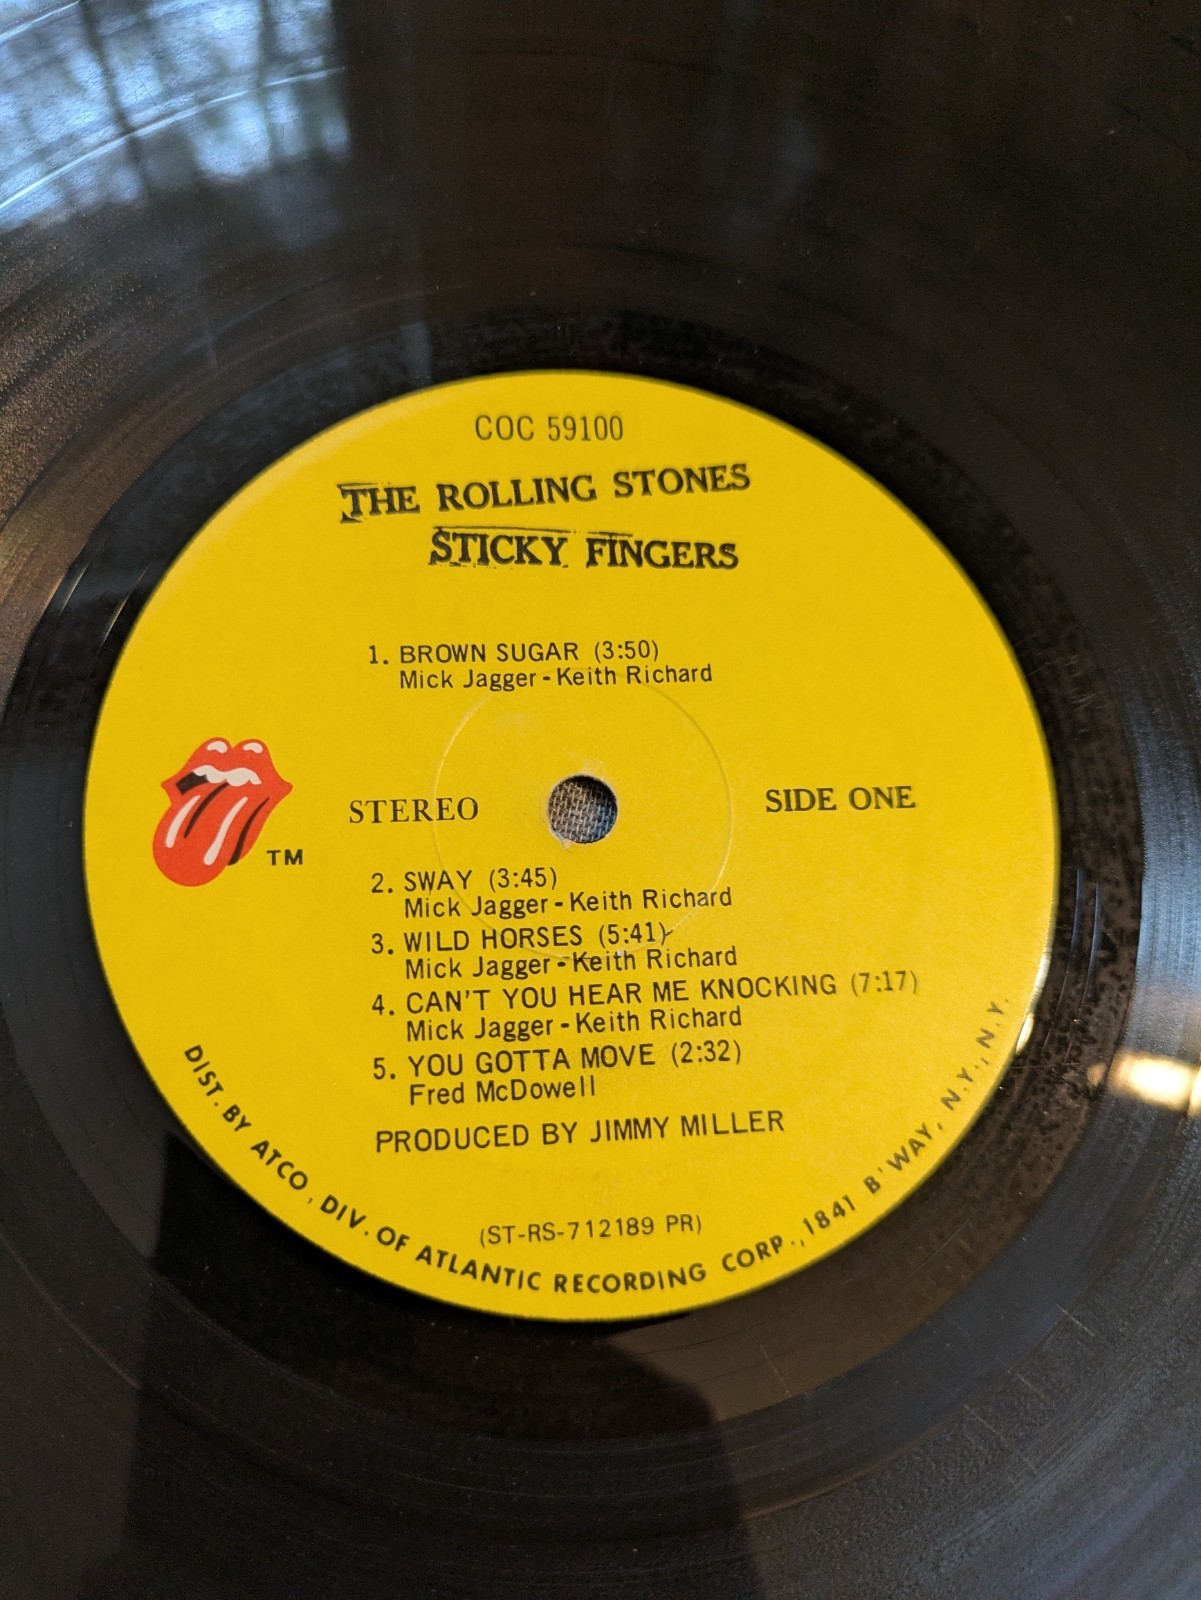 COC 59100
THE ROLLING STONES
STICKY FINGERS
1. BROWN SUGAR (3:50)
Mick Jagger - Keith Richard
TM
STEREO
SIDE ONE
2. SWAY (3:45)
Mick Jagger - Keith Richard
3. WILD HORSES (5:41)
Mick Jagger - Keith Richard
4. CAN'T YOU HEAR ME KNOCKING (7:17)
Mick Jagger - Keith Richard
5. YOU GOTTA MOVE (2:32)
Fred McDowell
PRODUCED BY JIMMY MILLER
(ST-RS-712189 PR)
DIST. BY ATCO, DIV. OF ATLANTIC RECORDING CORP., 1841 B'WAY, N.Y., N.Y.